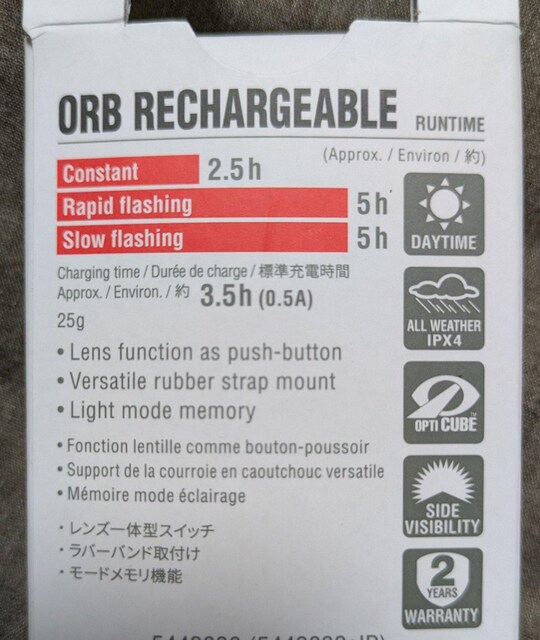 ORB RECHARGEABLE RUNTIME
(Approx. / Environ / 約)
Constant 2.5h
Rapid flashing 5h
Slow flashing 5h
DAYTIME
Charging time / Durée de charge / 標準充電時間
Approx. / Environ. / 約 3.5h (0.5A)
25g
ALL WEATHER
IPX4
• Lens function as push-button
• Versatile rubber strap mount
• Light mode memory
OPTI CUBE™
• Fonction lentille comme bouton-poussoir
• Support de la courroie en caoutchouc versatile
• Mémoire mode éclairage
SIDE
VISIBILITY
・レンズ一体型スイッチ
・ラバーバンド取付け
・モードメモリ機能
2
YEARS
WARRANTY